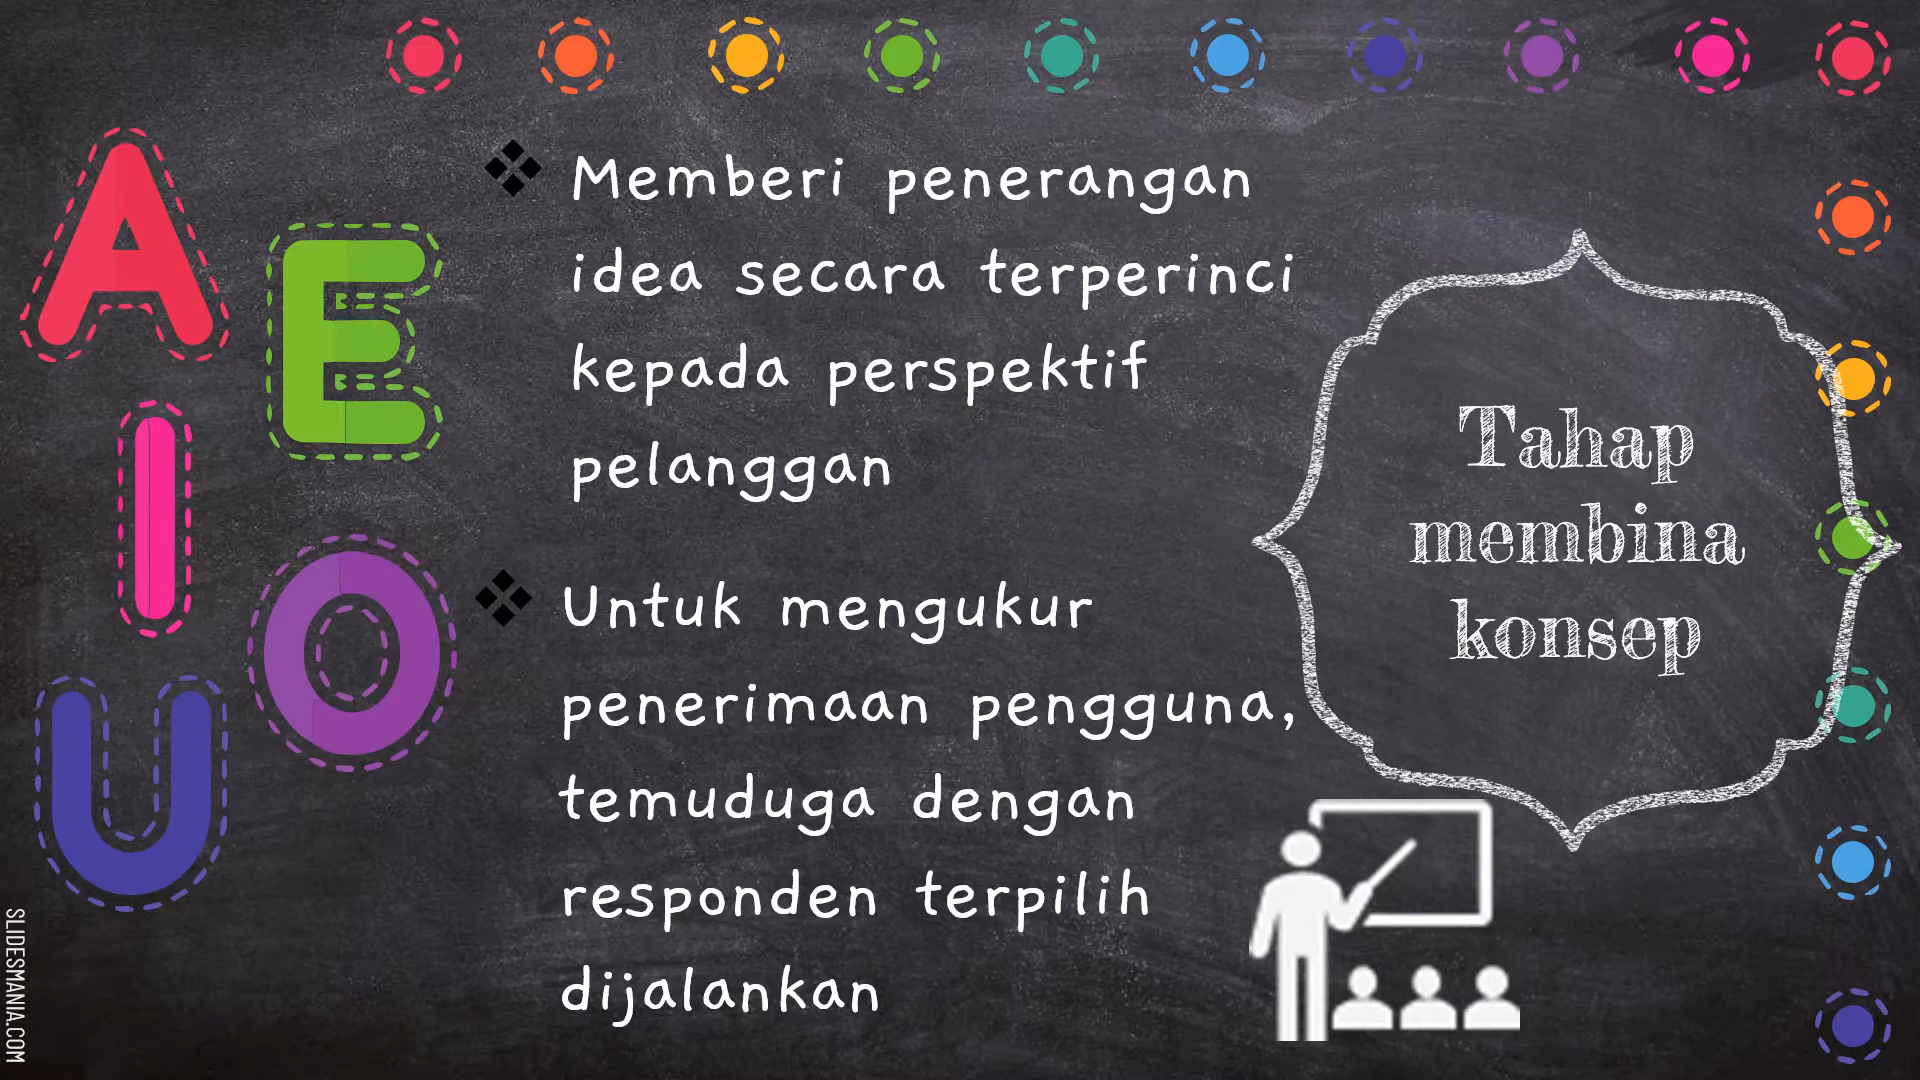 A
E
I
O
U
Memberi penerangan
idea secara terperinci
kepada perspektif
pelanggan
Untuk mengukur
penerimaan pengguna,
temuduga dengan
responden terpilih
dijalankan
Tahap
membina
konsep
SLIDESMANIA.COM